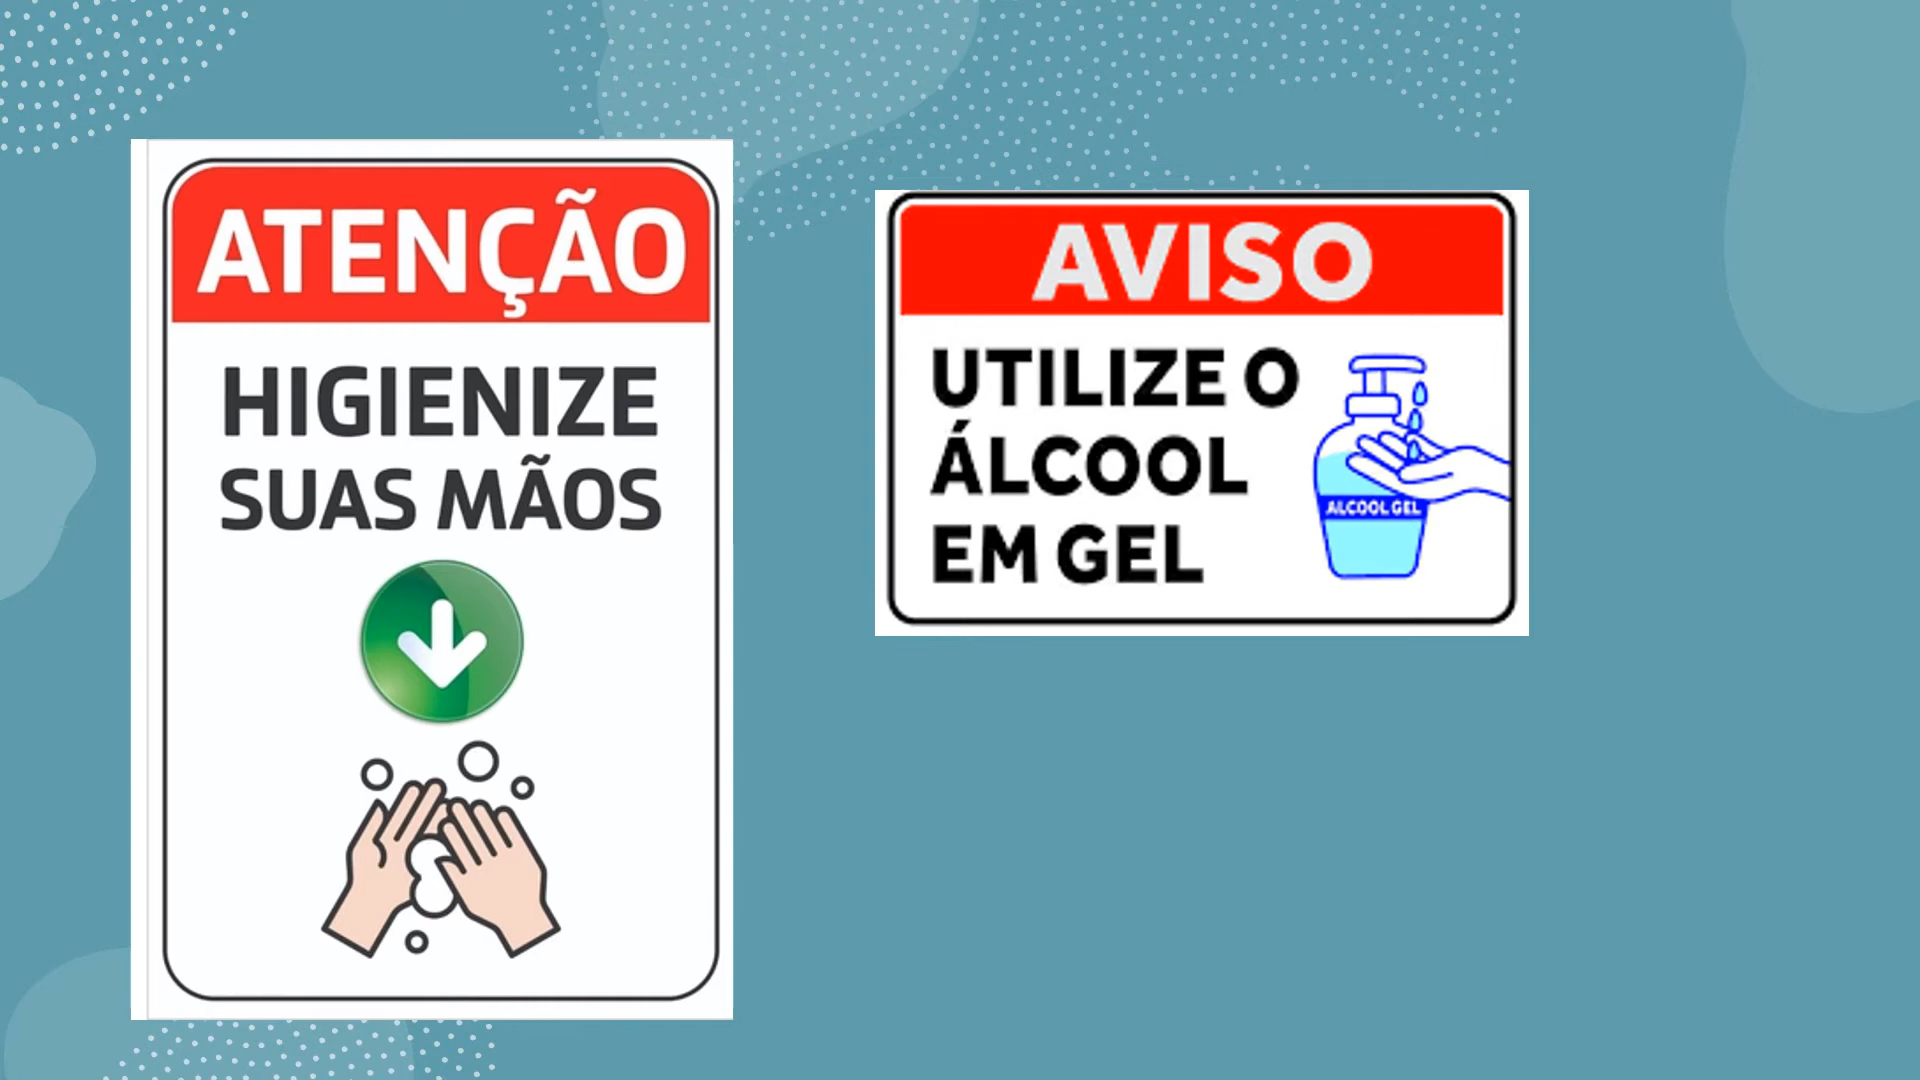 ATENÇÃO
HIGIENIZE
SUAS MÃOS
AVISO
UTILIZE O
ÁLCOOL
EM GEL
ALCOOL GEL